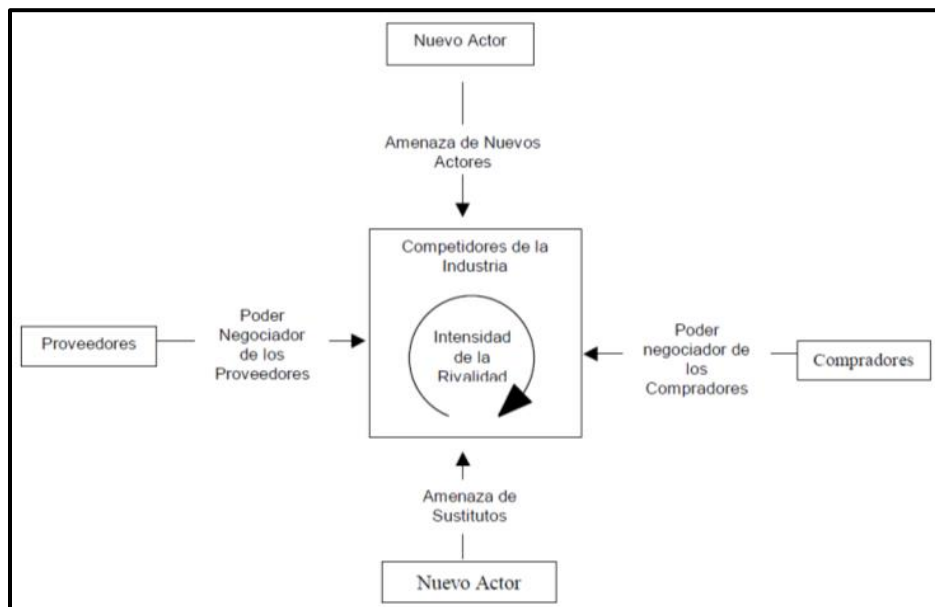 Nuevo Actor
Amenaza de Nuevos
Actores
Competidores de la
Industria
Proveedores
Poder
Negociador
de los
Proveedores
Intensidad
de la
Rivalidad
Poder
negociador de
los
Compradores
Compradores
Amenaza de
Sustitutos
Nuevo Actor